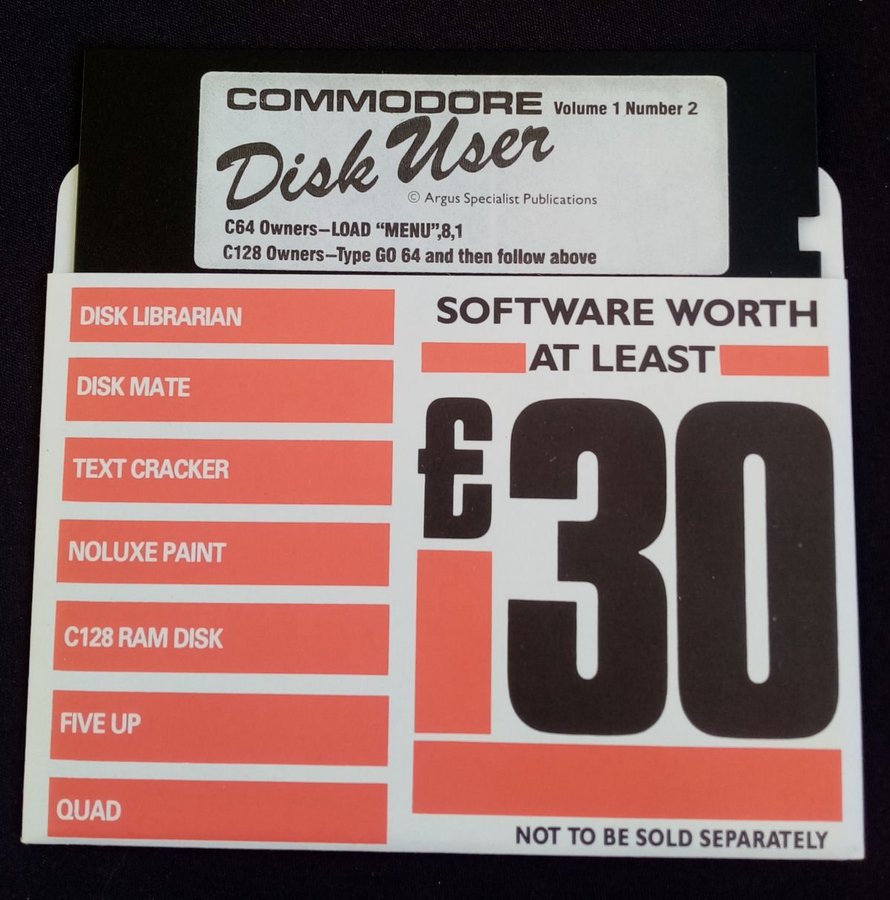 COMMODORE Volume 1 Number 2
Disk User
© Argus Specialist Publications
C64 Owners—LOAD “MENU”,8,1
C128 Owners—Type GO 64 and then follow above
DISK LIBRARIAN
DISK MATE
TEXT CRACKER
NOLUXE PAINT
C128 RAM DISK
FIVE UP
QUAD
SOFTWARE WORTH
AT LEAST
£30
NOT TO BE SOLD SEPARATELY